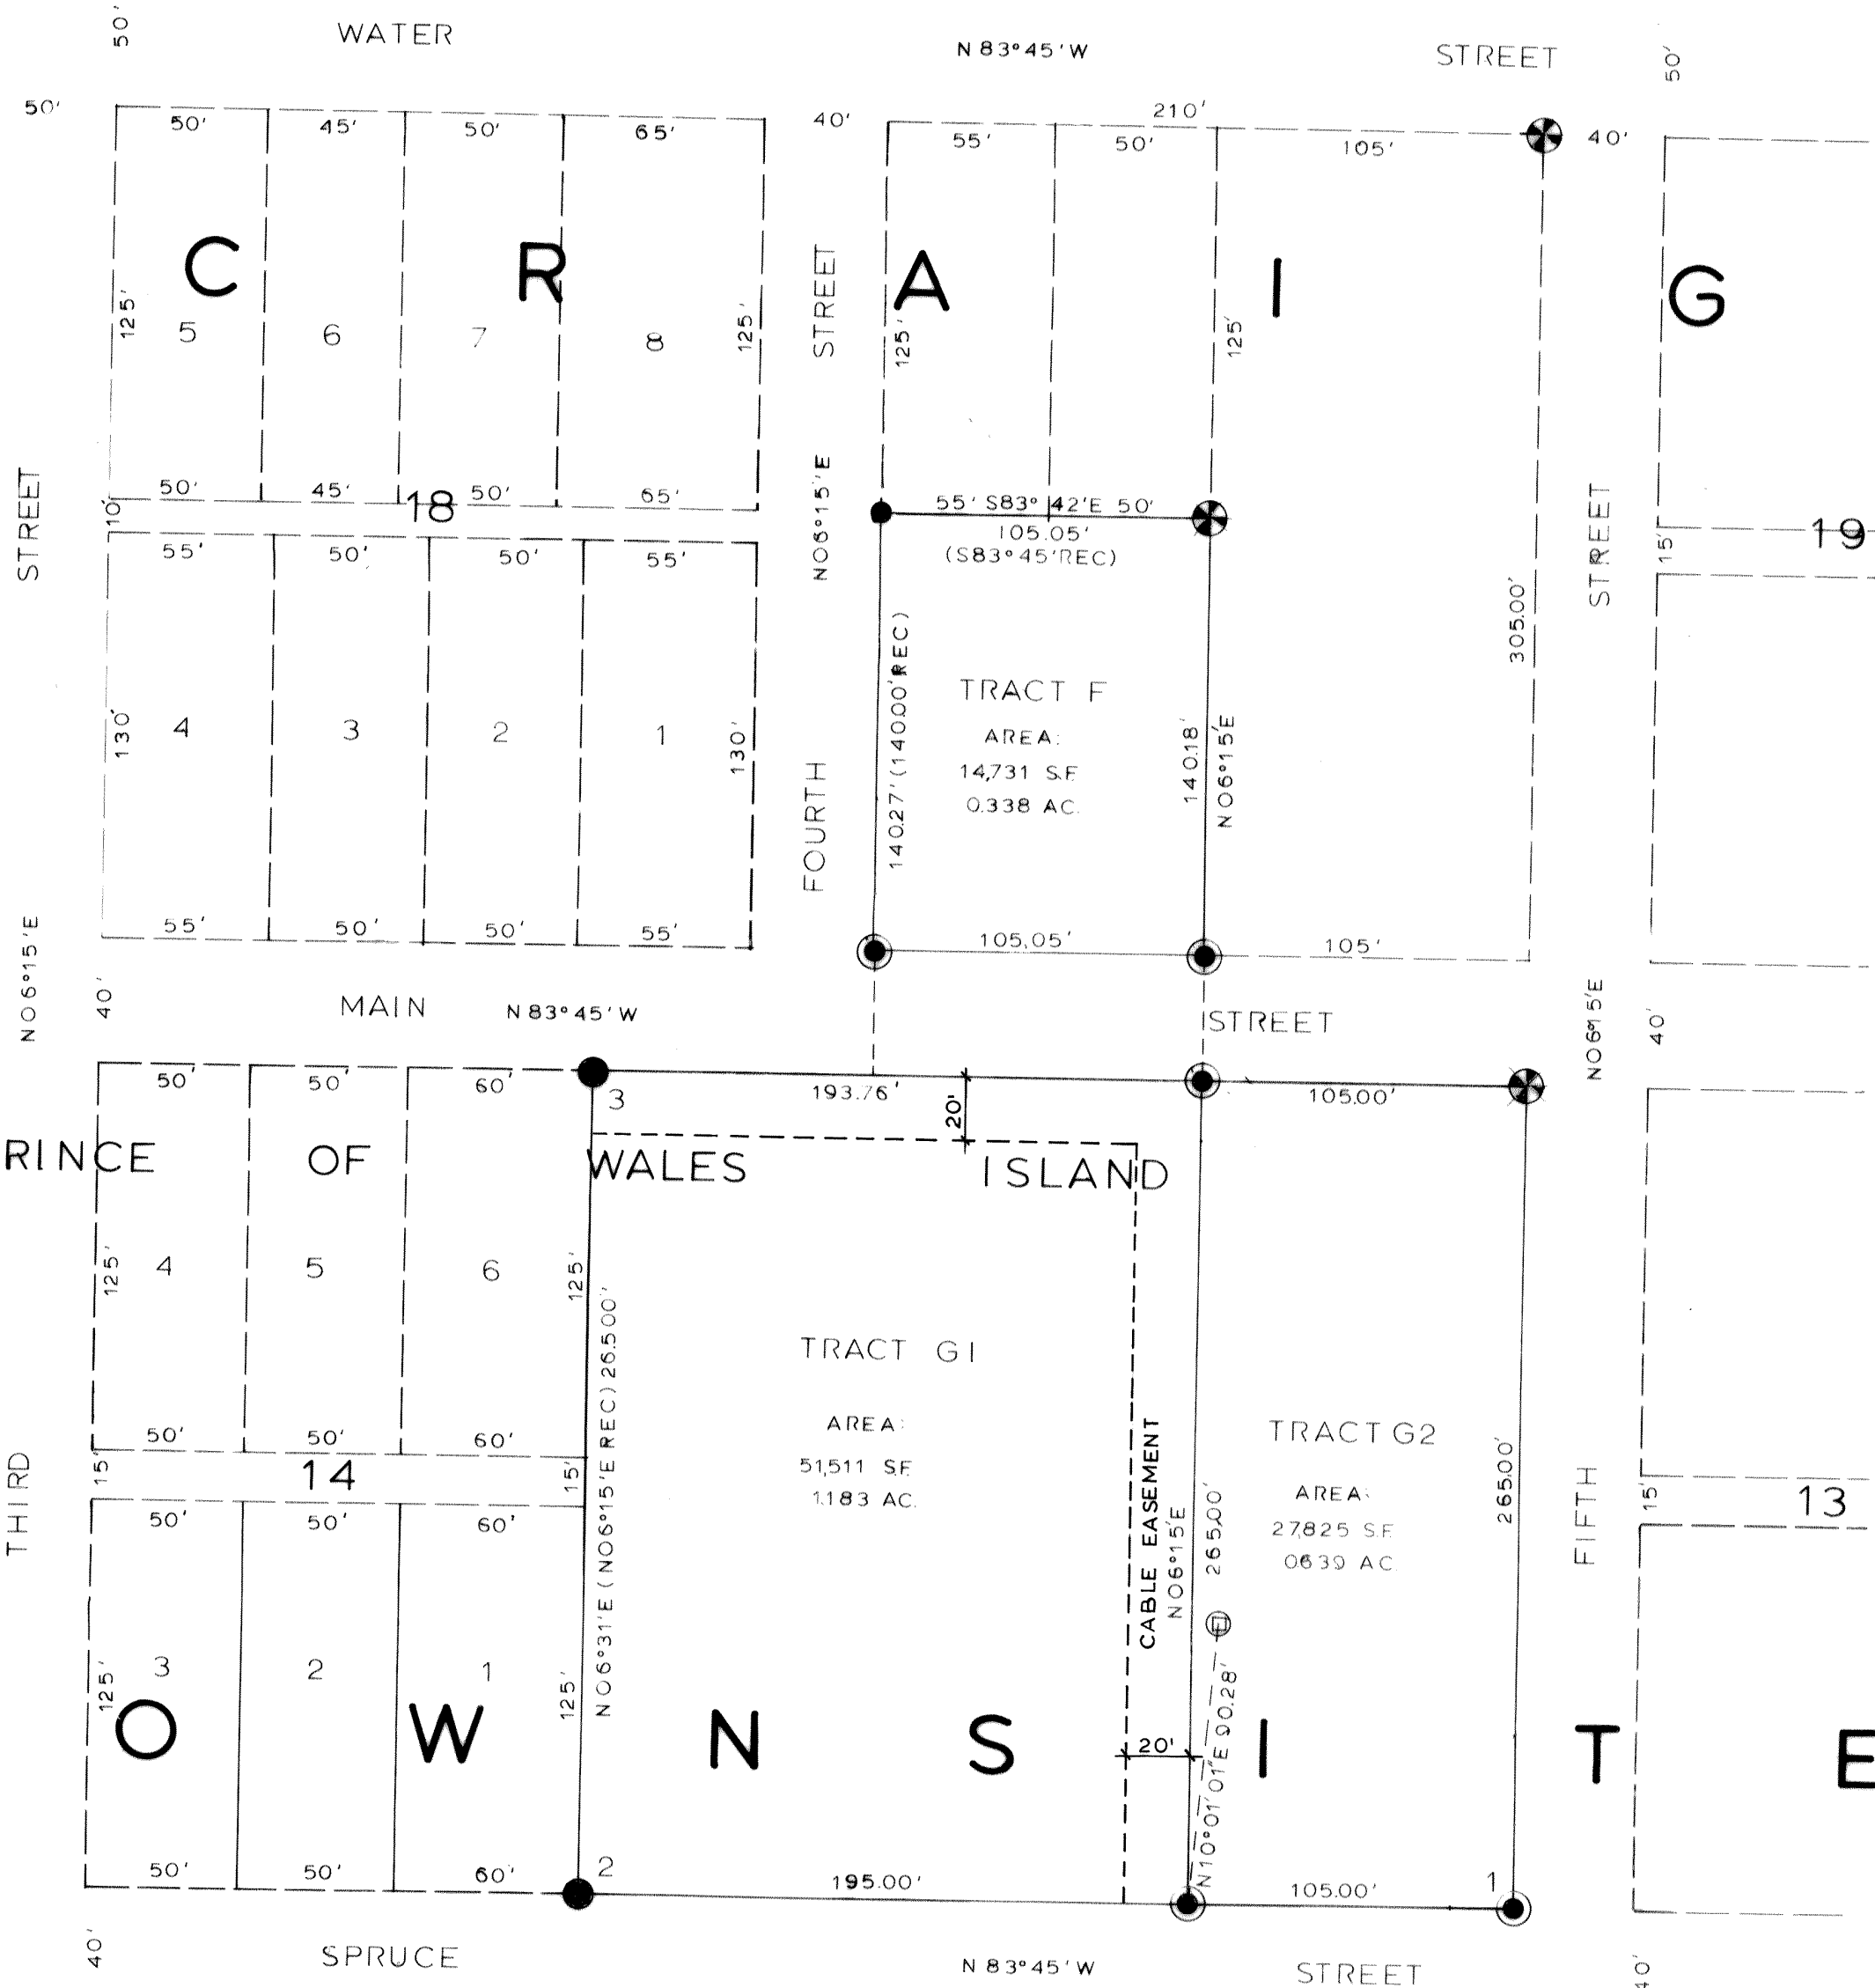 50' WATER N 83°45'W STREET 50'
50' 50' 45' 50' 65' 40' 55' 210' 50' 105' 40'
C R A I G
125' 5 6 7 8 125' STREET 125' 125'
50' 45' 50' 65'
18
10'
55' S83° 42'E 50'
105.05'
(S83°45'REC)
55' 50' 50' 55'
STREET
N06°15'E
STREET
15'
19
305.00'
130' 4 3 2 1 130'
FOURTH
140.27' (140.00' REC)
TRACT F
AREA:
14,731 S.F.
0.338 AC.
140.18'
N06°15'E
55' 50' 50' 55'
105.05' 105'
N06°15'E
40'
MAIN N 83°45'W STREET
N06°15'E
40'
50' 50' 60' 3 193.76' 20' 105.00'
RINCE OF WALES ISLAND
125' 4 5 6 125'
N06°31'E (N06°15'E REC) 265.00'
TRACT G1
AREA:
51,511 S.F.
1.183 AC.
CABLE EASEMENT
N06°15'E
265.00'
TRACT G2
AREA:
27,825 S.F.
0.639 AC.
265.00'
50' 50' 60'
15' 14 15'
15' 13
THIRD
FIFTH
50' 50' 60'
125' 3 2 1 125'
O W N S I T E
20'
N10°01'01"E 90.28'
50' 50' 60' 2 195.00' 105.00' 1
40' SPRUCE N 83°45'W STREET 40'